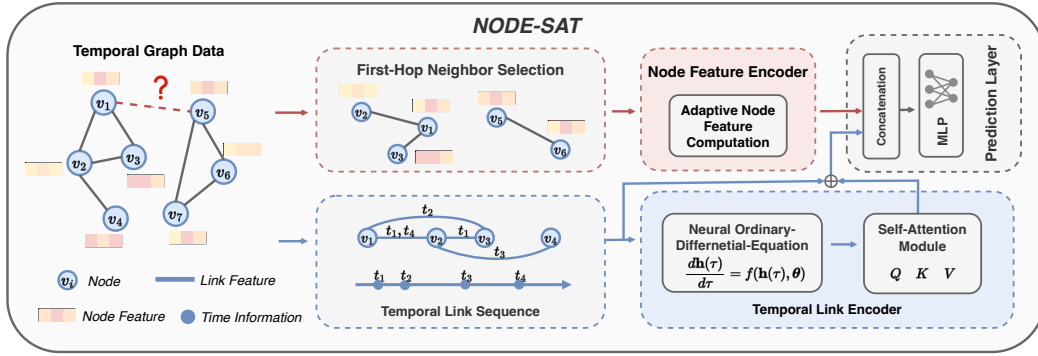 NODE-SAT
Temporal Graph Data
?
v1
v5
v2
v3
v6
v4
v7
vi Node
Link Feature
Node Feature
Time Information
First-Hop Neighbor Selection
v2
v1
v3
v5
v6
t2
v1 t1, t4 v2 t1 v3 v4
t3
t1 t2 t3 t4
Temporal Link Sequence
Node Feature Encoder
Adaptive Node
Feature
Computation
Concatenation
MLP
Prediction Layer
Neural Ordinary-
Differnetial-Equation
dh(τ)/dτ = f(h(τ), θ)
Self-Attention
Module
Q K V
Temporal Link Encoder